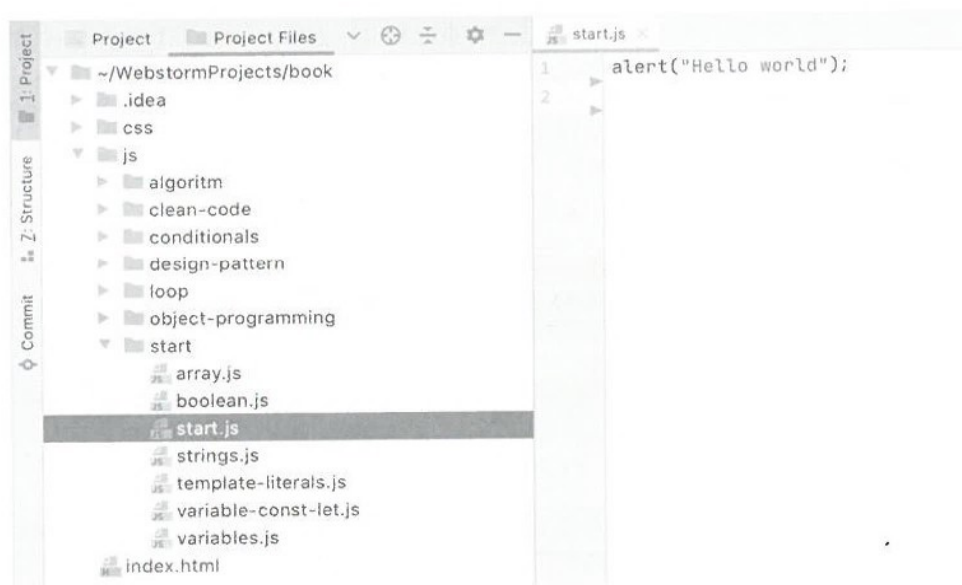 1: Project
Z: Structure
Commit
Project Project Files
~/WebstormProjects/book
.idea
css
js
algoritm
clean-code
conditionals
design-pattern
loop
object-programming
start
array.js
boolean.js
start.js
strings.js
template-literals.js
variable-const-let.js
variables.js
index.html
start.js
1 alert("Hello world");
2